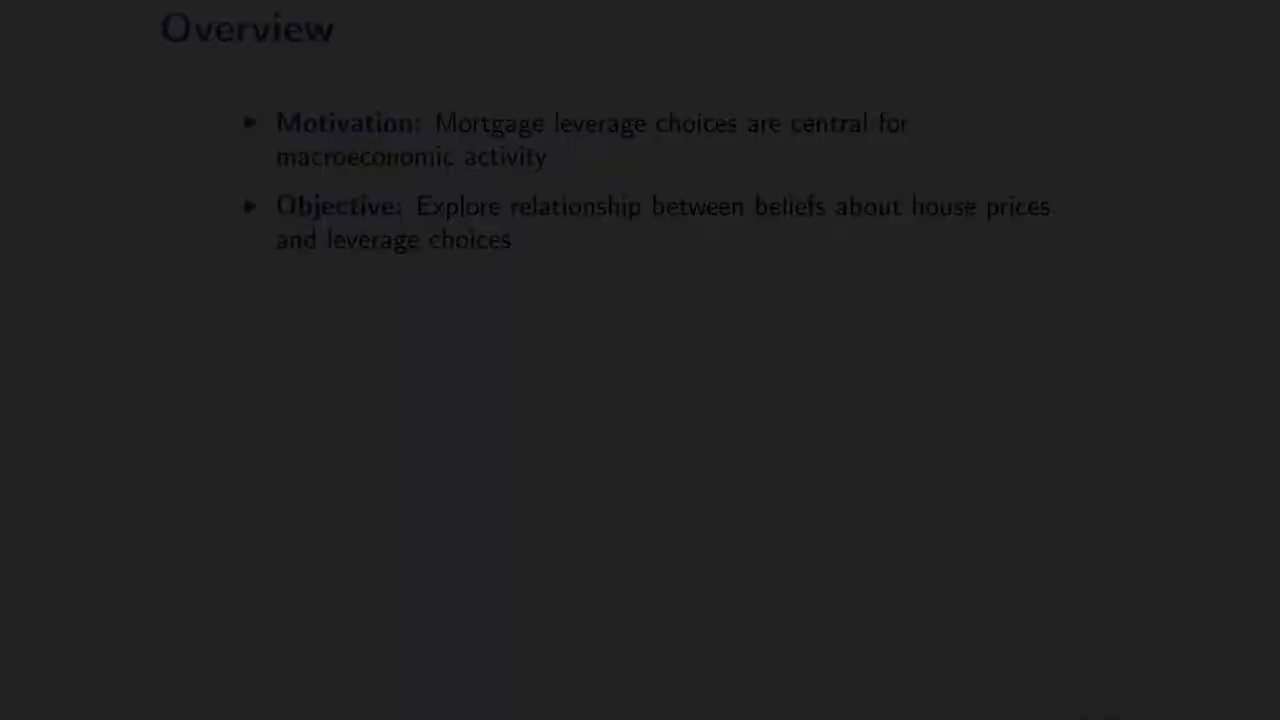 Overview
▶ Motivation: Mortgage leverage choices are central for
macroeconomic activity
▶ Objective: Explore relationship between beliefs about house prices
and leverage choices